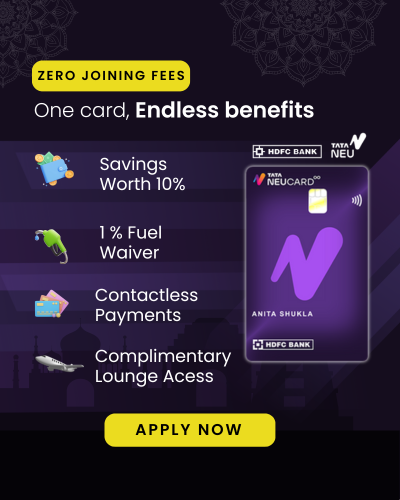 ZERO JOINING FEES
One card, Endless benefits
HDFC BANK
TATA
NEU
TATA
NEUCARD∞
Savings
Worth 10%
1 % Fuel
Waiver
Contactless
Payments
Complimentary
Lounge Acess
ANITA SHUKLA
HDFC BANK
APPLY NOW